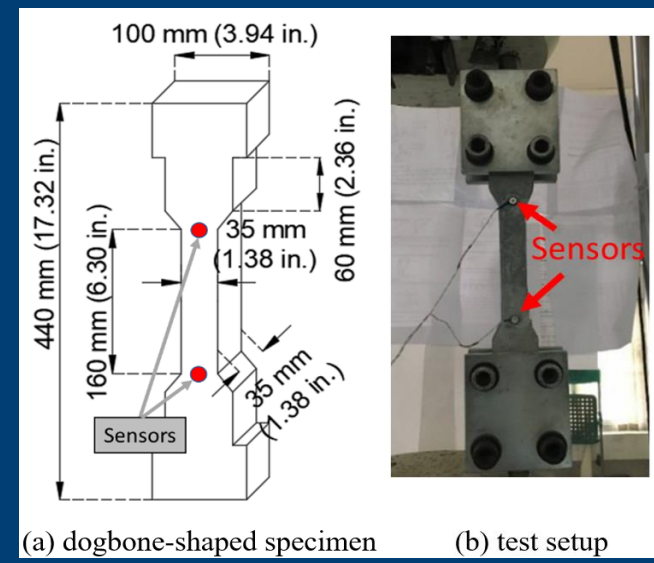 100 mm (3.94 in.)
440 mm (17.32 in.)
160 mm (6.30 in.)
35 mm
(1.38 in.)
60 mm (2.36 in.)
35 mm
(1.38 in.)
Sensors
Sensors
(a) dogbone-shaped specimen
(b) test setup